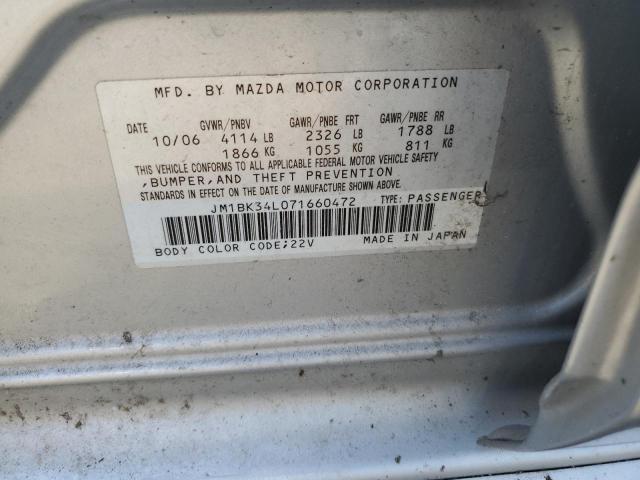 MFD. BY MAZDA MOTOR CORPORATION
DATE GVWR/PNBV GAWR/PNBE FRT GAWR/PNBE RR
10/06 4114 LB 2326 LB 1788 LB
1866 KG 1055 KG 811 KG
THIS VEHICLE CONFORMS TO ALL APPLICABLE FEDERAL MOTOR VEHICLE SAFETY
,BUMPER,AND THEFT PREVENTION
STANDARDS IN EFFECT ON THE DATE OF MANUFACTURE SHOWN ABOVE.
JM1BK34L071660472 TYPE: PASSENGER
BODY COLOR CODE;22V MADE IN JAPAN